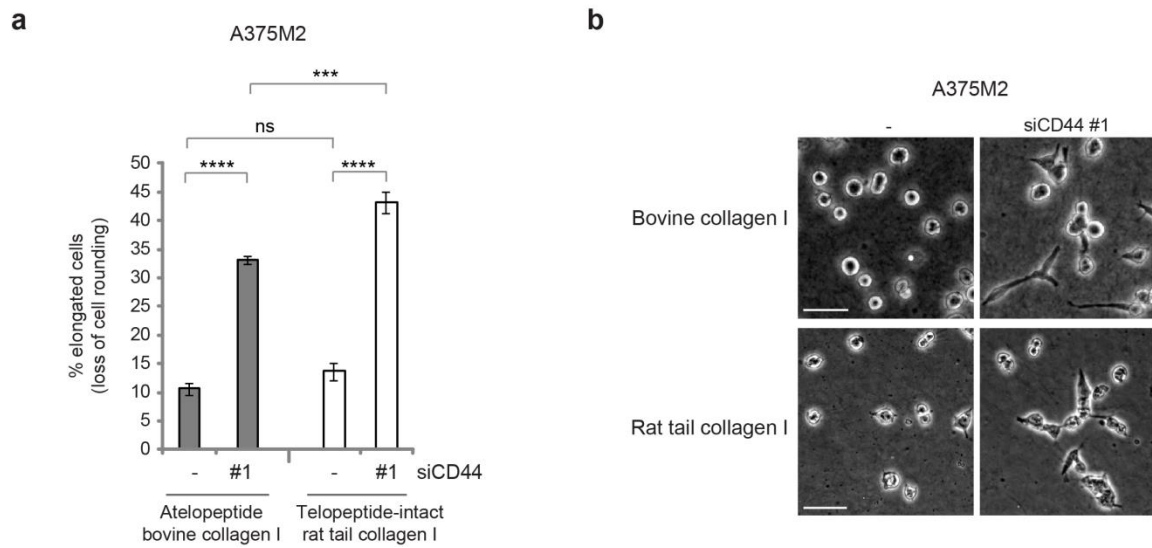 a
A375M2
***
ns
****
****
% elongated cells
(loss of cell rounding)
50
45
40
35
30
25
20
15
10
5
0
- #1 - #1 siCD44
Atelopeptide
bovine collagen I
Telopeptide-intact
rat tail collagen I
b
A375M2
- siCD44 #1
Bovine collagen I
Rat tail collagen I